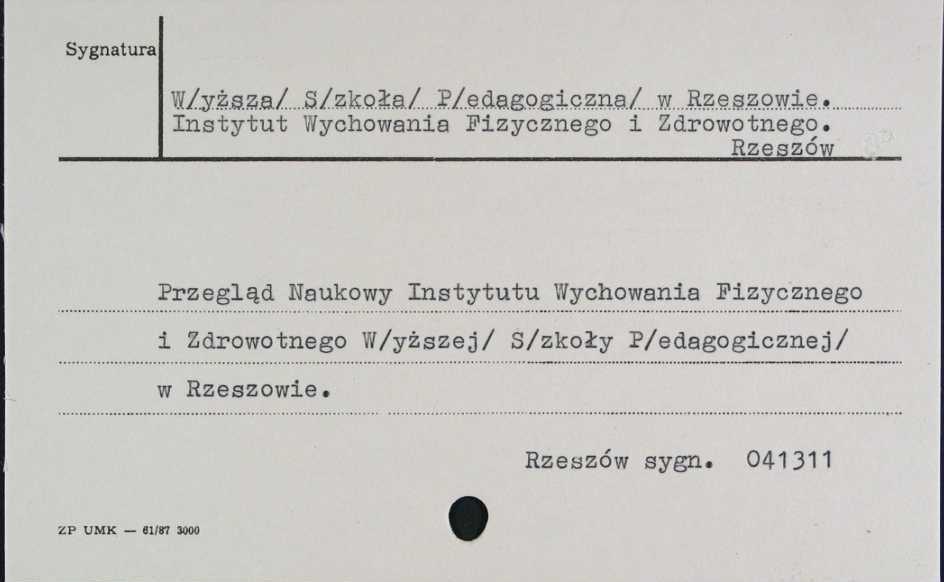 Sygnatura
W/yższa/ S/zkoła/ P/edagogiczna/ w Rzeszowie.
Instytut Wychowania Fizycznego i Zdrowotnego.
Rzeszów
Przegląd Naukowy Instytutu Wychowania Fizycznego
i Zdrowotnego W/yższej/ S/zkoły P/edagogicznej/
w Rzeszowie.
Rzeszów sygn. 041311
ZP UMK — 61/87 3000